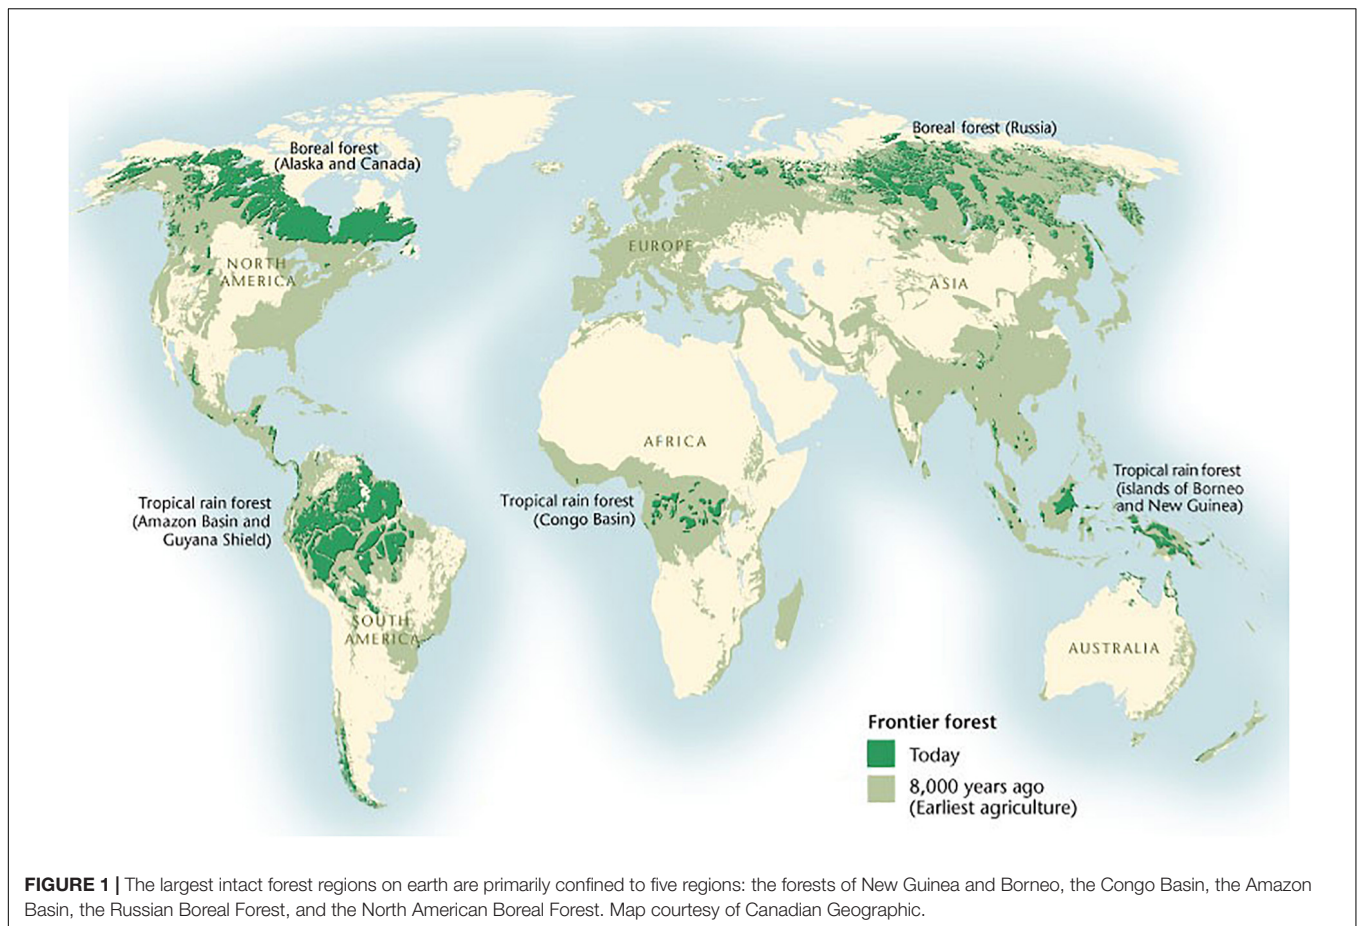 Boreal forest
(Alaska and Canada)
Boreal forest (Russia)
NORTH
AMERICA
EUROPE
ASIA
AFRICA
Tropical rain forest
(Amazon Basin and
Guyana Shield)
Tropical rain forest
(Congo Basin)
Tropical rain forest
(islands of Borneo
and New Guinea)
SOUTH
AMERICA
AUSTRALIA
Frontier forest
Today
8,000 years ago
(Earliest agriculture)
FIGURE 1 | The largest intact forest regions on earth are primarily confined to five regions: the forests of New Guinea and Borneo, the Congo Basin, the Amazon
Basin, the Russian Boreal Forest, and the North American Boreal Forest. Map courtesy of Canadian Geographic.